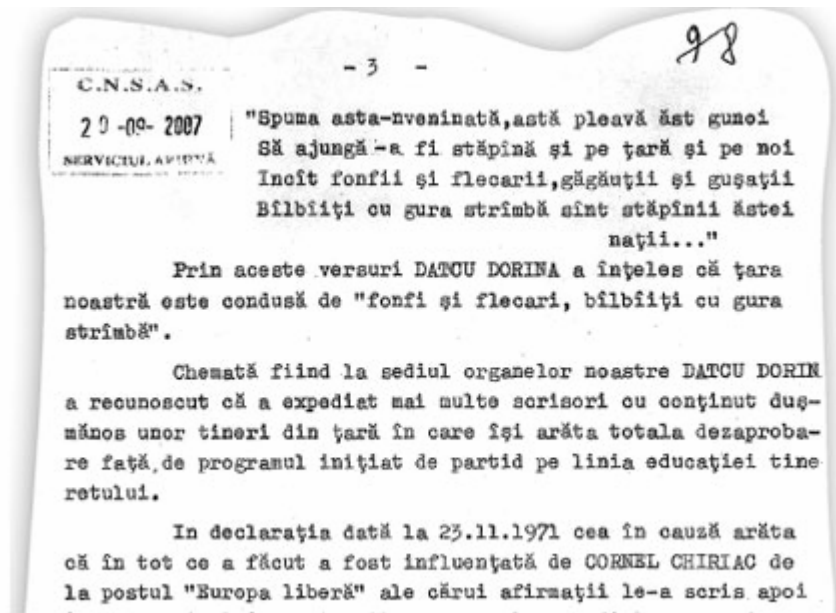 98
- 3 -
C.N.S.A.S.
20 -09- 2007
SERVICIUL ARHIVĂ
"Spuma asta-nveninată,astă pleavă ăst gunoi
Să ajungă-a fi stăpînă şi pe ţară şi pe noi
Incît fonfii şi flecarii,găgăuţii şi guşaţii
Bîlbîiţi cu gura strîmbă sînt stăpînii ăstei
naţii..."
Prin aceste versuri DATCU DORINA a înţeles că ţara
noastră este condusă de "fonfi şi flecari, bîlbîiţi cu gura
strîmbă".
Chemată fiind la sediul organelor noastre DATCU DORIN
a recunoscut că a expediat mai multe scrisori cu conţinut duş-
mănos unor tineri din ţară în care îşi arăta totala dezaproba-
re faţă de programul iniţiat de partid pe linia educaţiei tine
retului.
In declaraţia dată la 23.11.1971 cea în cauză arăta
că în tot ce a făcut a fost influenţată de CORNEL CHIRIAC de
la postul "Europa liberă" ale cărui afirmaţii le-a scris apoi